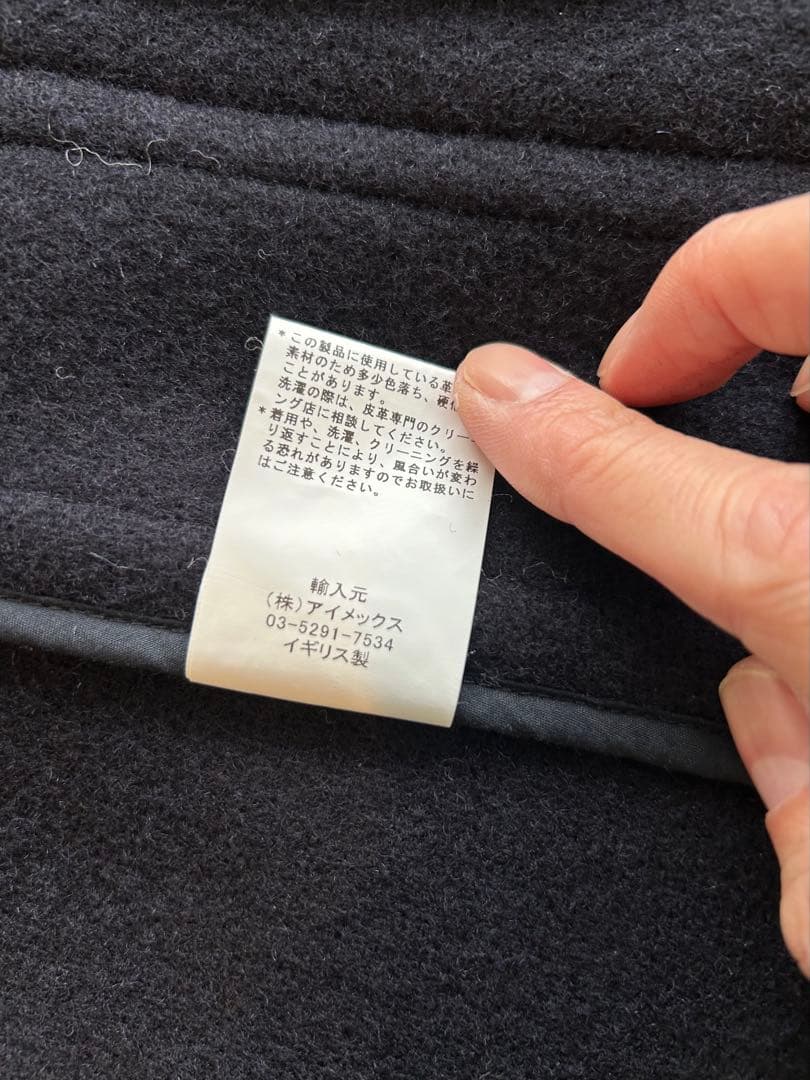 *この製品に使用している革
素材のため多少色落ち、硬
ことがあります。
洗濯の際は、皮革専門のクリー
ング店に相談してください。
*着用や、洗濯、クリーニングを繰
り返すことにより、風合いが変わ
る恐れがありますのでお取扱いに
はご注意ください。
輸入元
(株)アイメックス
03-5291-7534
イギリス製